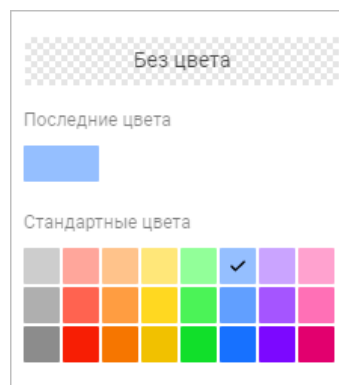 Без цвета
Последние цвета
Стандартные цвета